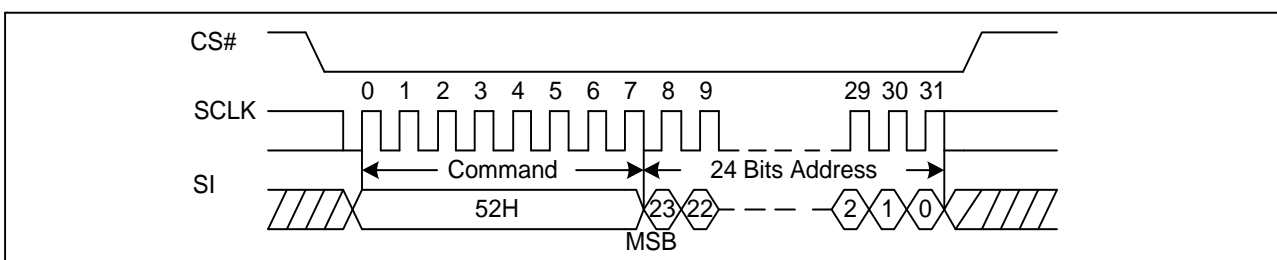 CS#
0 1 2 3 4 5 6 7 8 9 29 30 31
SCLK
Command 24 Bits Address
SI
52H 23 22 2 1 0
MSB